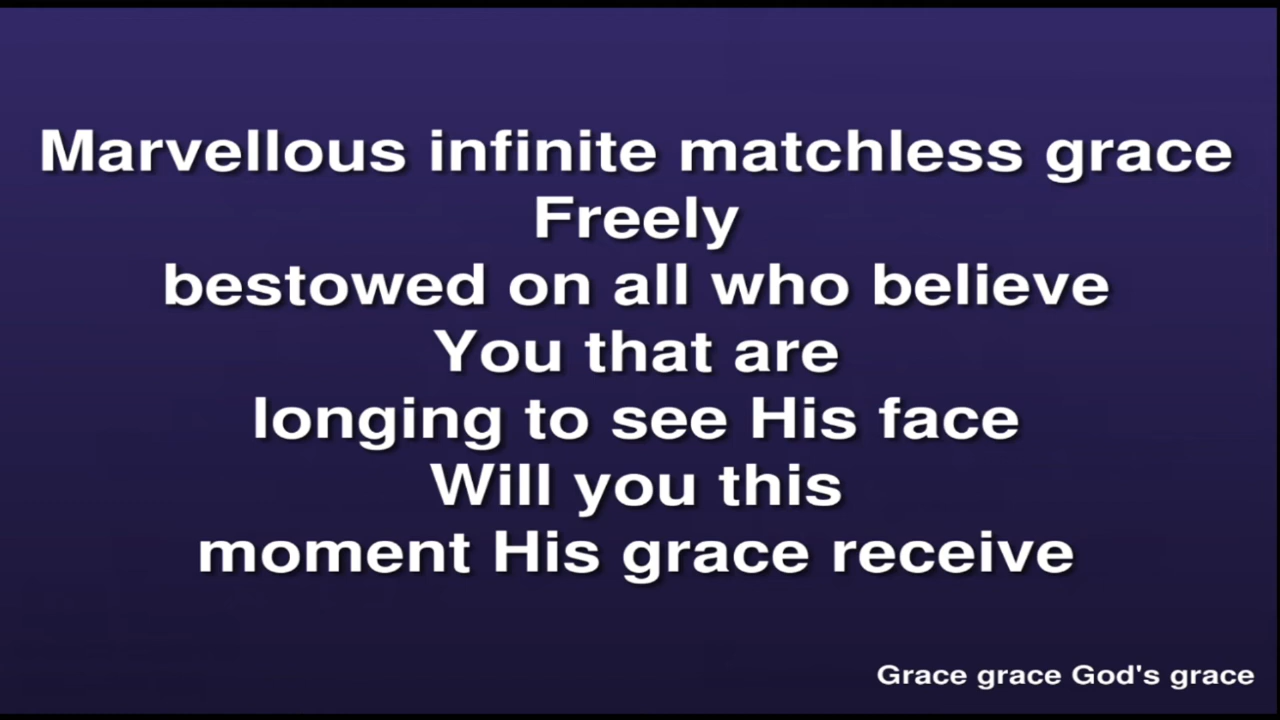 Marvellous infinite matchless grace
Freely
bestowed on all who believe
You that are
longing to see His face
Will you this
moment His grace receive
Grace grace God's grace